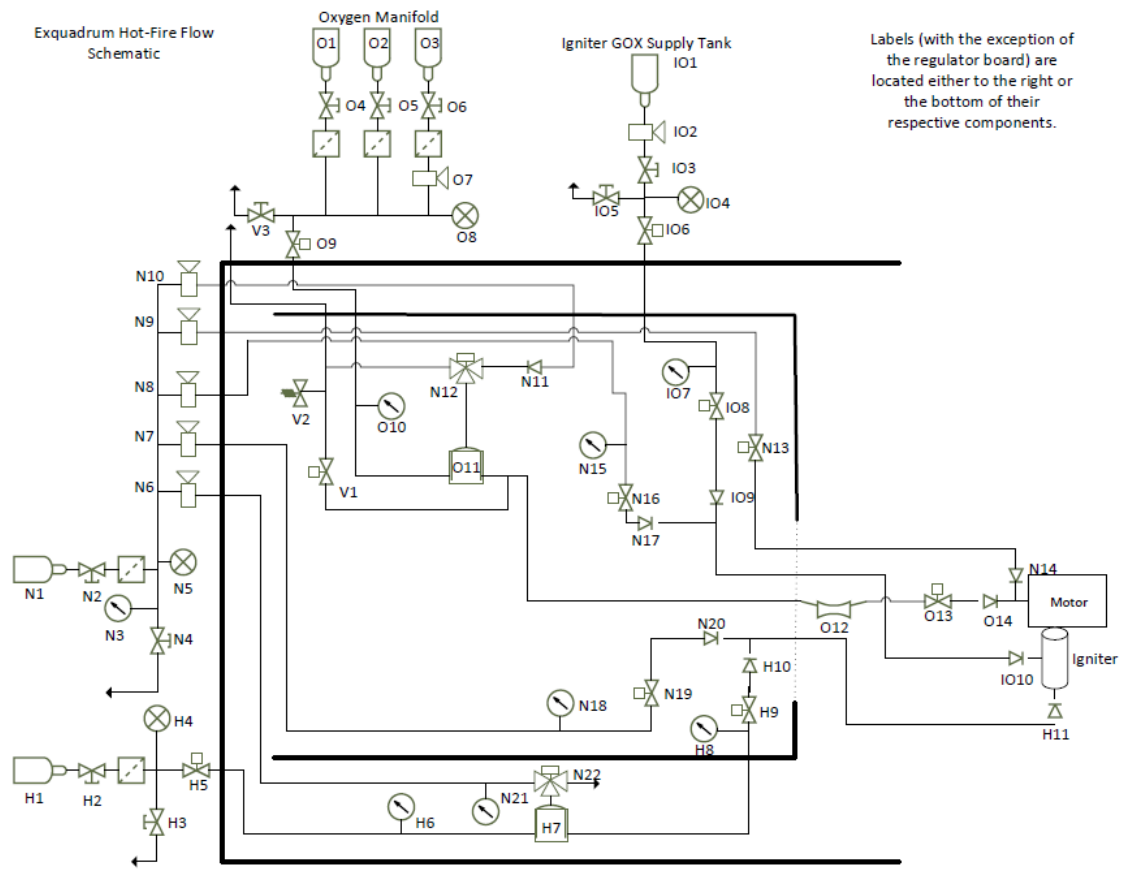 Exquadrum Hot-Fire Flow
Schematic
Oxygen Manifold
O1
O2
O3
Igniter GOX Supply Tank
IO1
Labels (with the exception of
the regulator board) are
located either to the right or
the bottom of their
respective components.
O4
O5
O6
IO2
IO3
O7
IO4
IO5
V3
O8
IO6
O9
N10
N9
N8
N7
N6
N12
N11
IO7
IO8
V2
O10
N13
O11
N15
V1
N16
IO9
N17
N1
N2
N5
N3
N4
N14
Motor
O12
O13
O14
N20
H10
IO10
Igniter
N18
N19
H9
H8
H11
H4
H1
H2
H5
H3
N22
N21
H6
H7